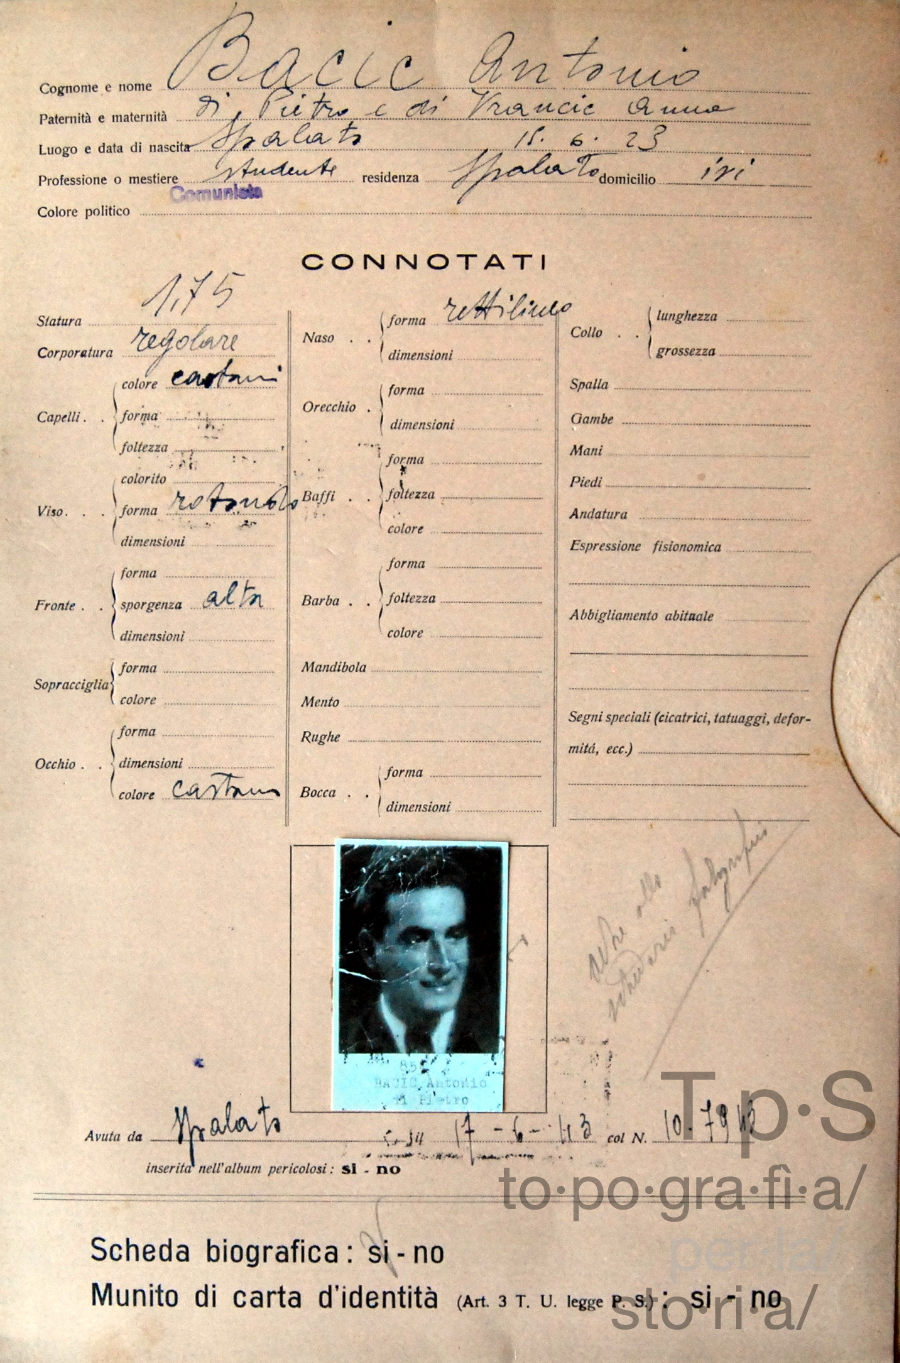 Cognome e nome Bacic Antonio
Paternità e maternità di Pietro e di Vrancic Anna
Luogo e data di nascita Spalato 15. 6. 23
Professione o mestiere studente residenza Spalato domicilio ivi
Comunista
Colore politico
CONNOTATI
Statura 1,75
Corporatura regolare
Capelli . . colore castani
forma
foltezza
Viso . . . colorito
forma rotondo
dimensioni
Fronte . . forma
sporgenza alta
dimensioni
Sopracciglia forma
colore
Occhio . . forma
dimensioni
colore castano
Naso . . forma rettilineo
dimensioni
Orecchio . forma
dimensioni
Baffi . . forma
foltezza
colore
Barba . . forma
foltezza
colore
Mandibola
Mento
Rughe
Bocca . . forma
dimensioni
Collo . . lunghezza
grossezza
Spalla
Gambe
Mani
Piedi
Andatura
Espressione fisionomica
Abbigliamento abituale
Segni speciali (cicatrici, tatuaggi, defor-
mitá, ecc.)
schedario fotografico
BACIC Antonio
di Pietro
Avuta da Spalato 17-6-43 col N.
inserita nell'album pericolosi : si - no
Scheda biografica : si - no
Munito di carta d'identità (Art. 3 T. U. legge P. S.) : si - no
T·p·S
to·po·gra·fi·a/
per la/
sto·ri·a/